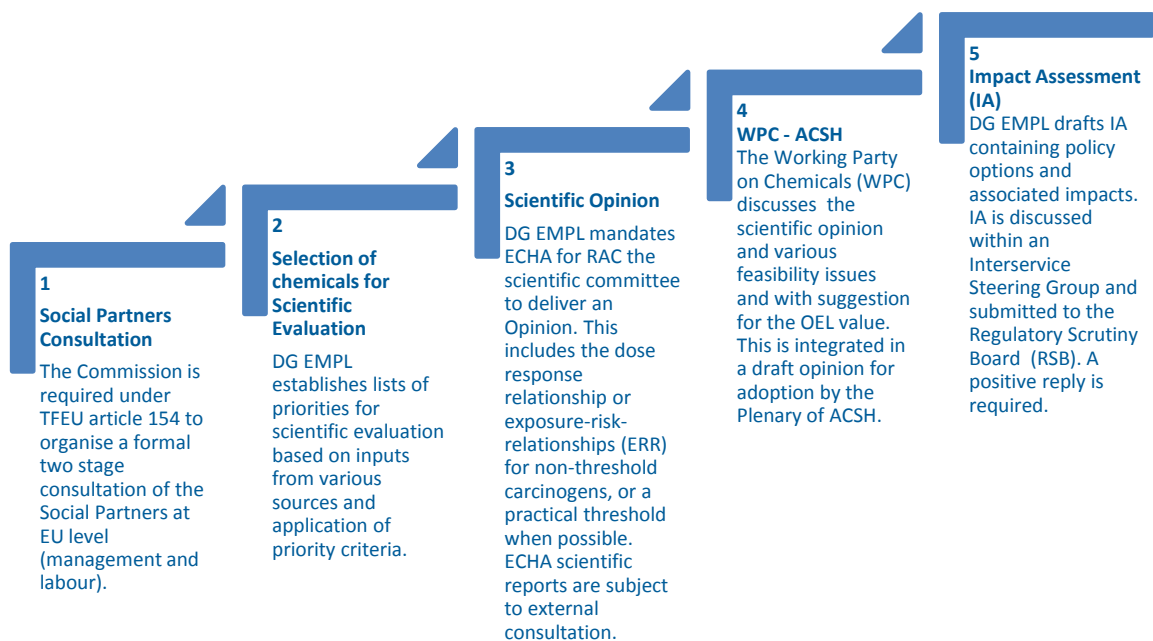 1
Social Partners
Consultation
The Commission is
required under
TFEU article 154 to
organise a formal
two stage
consultation of the
Social Partners at
EU level
(management and
labour).
2
Selection of
chemicals for
Scientific
Evaluation
DG EMPL
establishes lists of
priorities for
scientific evaluation
based on inputs
from various
sources and
application of
priority criteria.
3
Scientific Opinion
DG EMPL mandates
ECHA for RAC the
scientific committee
to deliver an
Opinion. This
includes the dose
response
relationship or
exposure-risk-
relationships (ERR)
for non-threshold
carcinogens, or a
practical threshold
when possible.
ECHA scientific
reports are subject
to external
consultation.
4
WPC - ACSH
The Working Party
on Chemicals (WPC)
discusses the
scientific opinion
and various
feasibility issues
and with suggestion
for the OEL value.
This is integrated in
a draft opinion for
adoption by the
Plenary of ACSH.
5
Impact Assessment
(IA)
DG EMPL drafts IA
containing policy
options and
associated impacts.
IA is discussed
within an
Interservice
Steering Group and
submitted to the
Regulatory Scrutiny
Board (RSB). A
positive reply is
required.